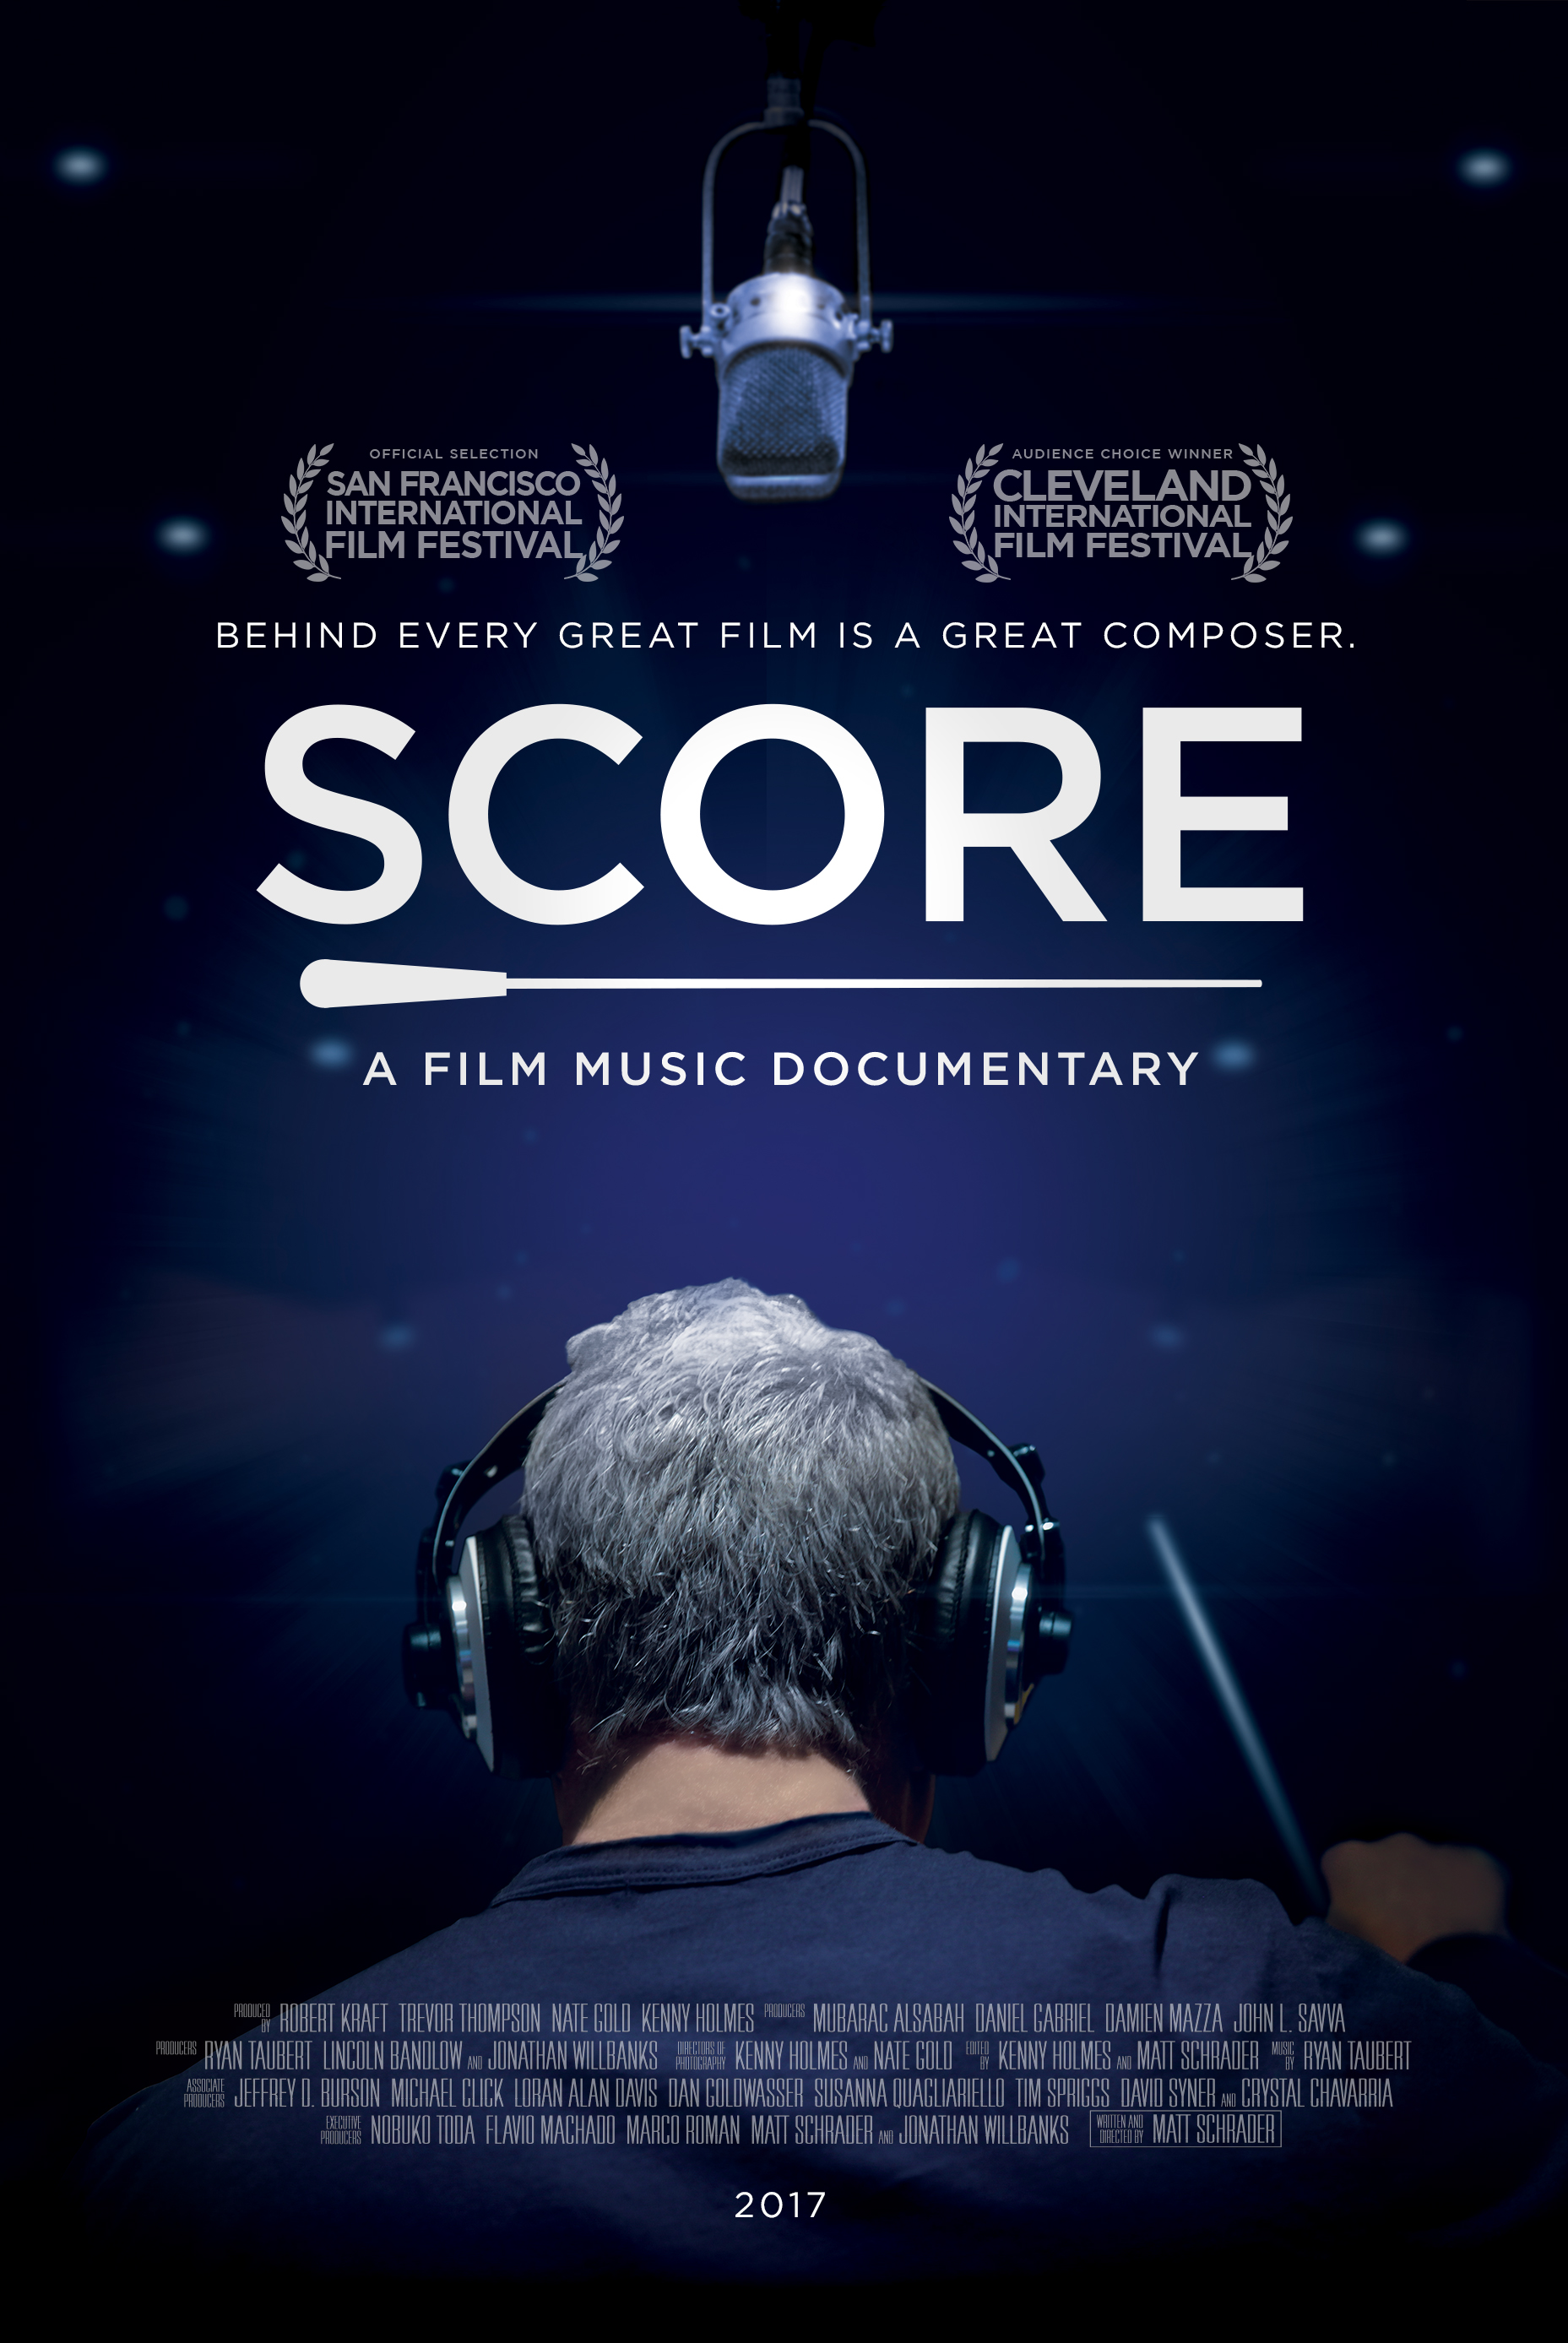 OFFICIAL SELECTION
SAN FRANCISCO
INTERNATIONAL
FILM FESTIVAL
AUDIENCE CHOICE WINNER
CLEVELAND
INTERNATIONAL
FILM FESTIVAL
BEHIND EVERY GREAT FILM IS A GREAT COMPOSER.
SCORE
A FILM MUSIC DOCUMENTARY
PRODUCED BY ROBERT KRAFT TREVOR THOMPSON NATE GOLD KENNY HOLMES PRODUCERS MUBARAC ALSABAH DANIEL GABRIEL DAMIEN MAZZA JOHN L. SAVVA
PRODUCERS RYAN TAUBERT LINCOLN BANDLOW AND JONATHAN WILLBANKS DIRECTORS OF PHOTOGRAPHY KENNY HOLMES AND NATE GOLD EDITED BY KENNY HOLMES AND MATT SCHRADER MUSIC BY RYAN TAUBERT
ASSOCIATE PRODUCERS JEFFREY D. BURSON MICHAEL CLICK LORAN ALAN DAVIS DAN GOLDWASSER SUSANNA QUAGLIARIELLO TIM SPRIGGS DAVID SYNER AND CRYSTAL CHAVARRIA
EXECUTIVE PRODUCERS NOBUKO TODA FLAVIO MACHADO MARCO ROMAN MATT SCHRADER AND JONATHAN WILLBANKS WRITTEN AND DIRECTED BY MATT SCHRADER
2017